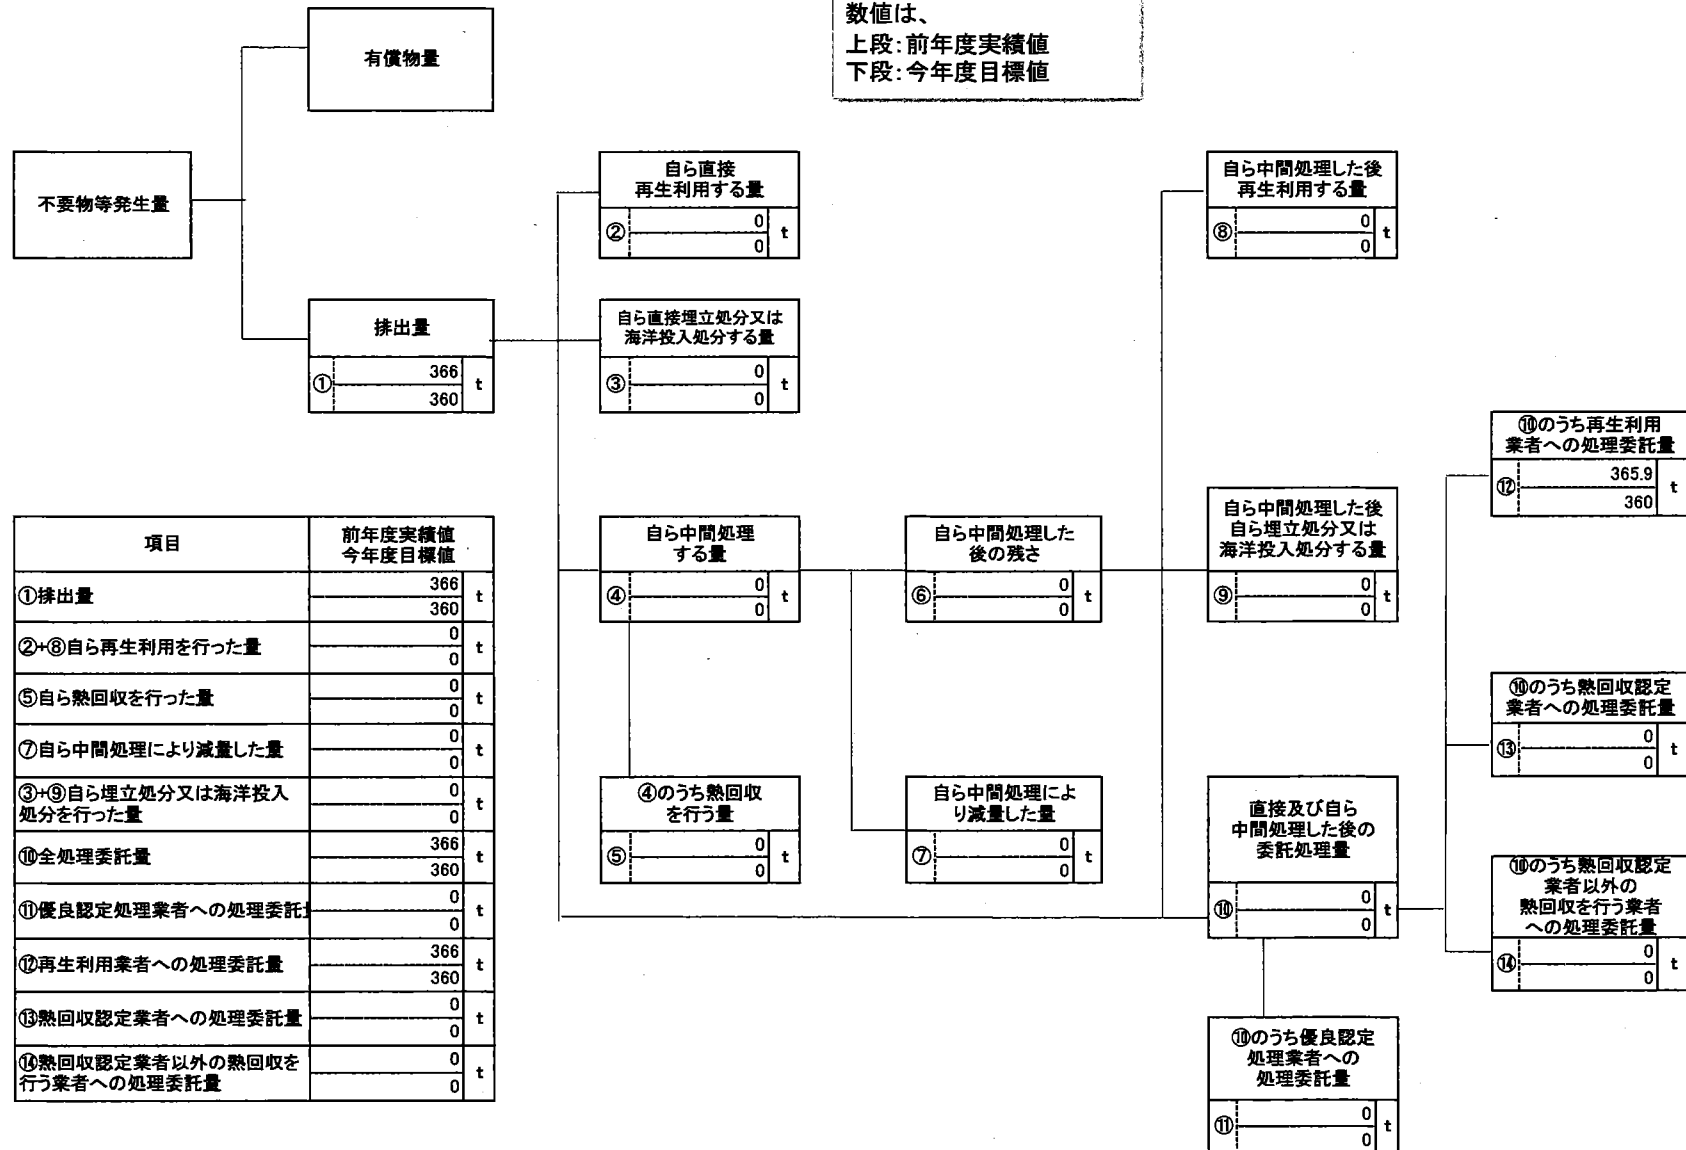 数値は、
上段:前年度実績値
下段:今年度目標値
有償物量
不要物等発生量
自ら直接
再生利用する量
② 0 t
0
自ら中間処理した後
再生利用する量
⑧ 0 t
0
排出量
① 366 t
360
自ら直接埋立処分又は
海洋投入処分する量
③ 0 t
0
⑩のうち再生利用
業者への処理委託量
⑫ 365.9 t
360
自ら中間処理
する量
④ 0 t
0
自ら中間処理した
後の残さ
⑥ 0 t
0
自ら中間処理した後
自ら埋立処分又は
海洋投入処分する量
⑨ 0 t
0
⑩のうち熱回収認定
業者への処理委託量
⑬ 0 t
0
④のうち熱回収
を行う量
⑤ 0 t
0
自ら中間処理によ
り減量した量
⑦ 0 t
0
直接及び自ら
中間処理した後の
委託処理量
⑩ 0 t
0
⑩のうち熱回収認定
業者以外の
熱回収を行う業者
への処理委託量
⑭ 0 t
0
⑩のうち優良認定
処理業者への
処理委託量
⑪ 0 t
0
項目 前年度実績値
今年度目標値
①排出量 366 t
360
②+⑧自ら再生利用を行った量 0 t
0
⑤自ら熱回収を行った量 0 t
0
⑦自ら中間処理により減量した量 0 t
0
③+⑨自ら埋立処分又は海洋投入
処分を行った量 0 t
0
⑩全処理委託量 366 t
360
⑪優良認定処理業者への処理委託 0 t
0
⑫再生利用業者への処理委託量 366 t
360
⑬熱回収認定業者への処理委託量 0 t
0
⑭熱回収認定業者以外の熱回収を
行う業者への処理委託量 0 t
0